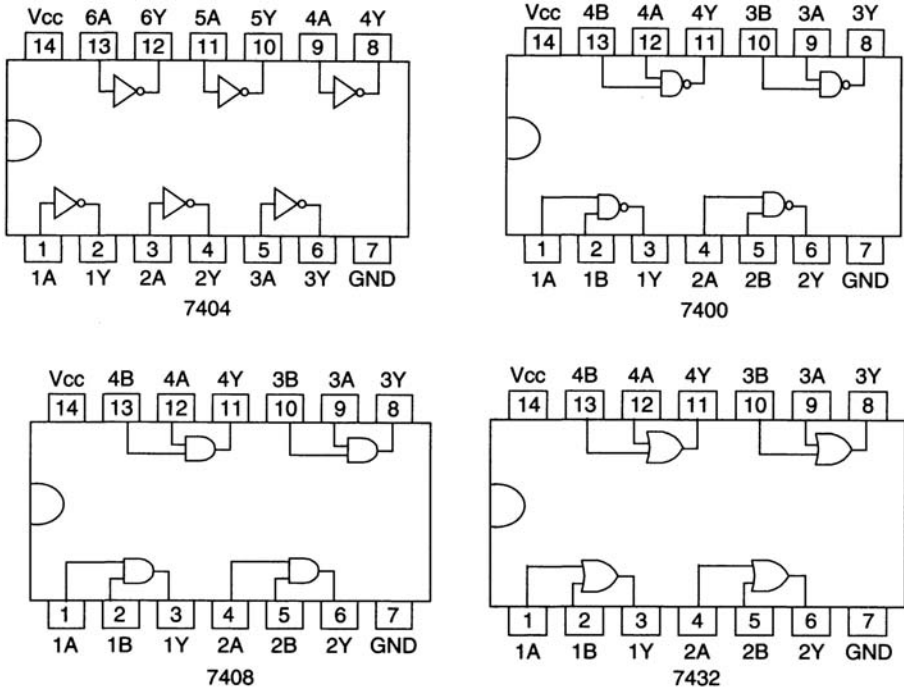 Vcc 6A 6Y 5A 5Y 4A 4Y
14 13 12 11 10 9 8
1 2 3 4 5 6 7
1A 1Y 2A 2Y 3A 3Y GND
7404
Vcc 4B 4A 4Y 3B 3A 3Y
14 13 12 11 10 9 8
1 2 3 4 5 6 7
1A 1B 1Y 2A 2B 2Y GND
7400
Vcc 4B 4A 4Y 3B 3A 3Y
14 13 12 11 10 9 8
1 2 3 4 5 6 7
1A 1B 1Y 2A 2B 2Y GND
7408
Vcc 4B 4A 4Y 3B 3A 3Y
14 13 12 11 10 9 8
1 2 3 4 5 6 7
1A 1B 1Y 2A 2B 2Y GND
7432